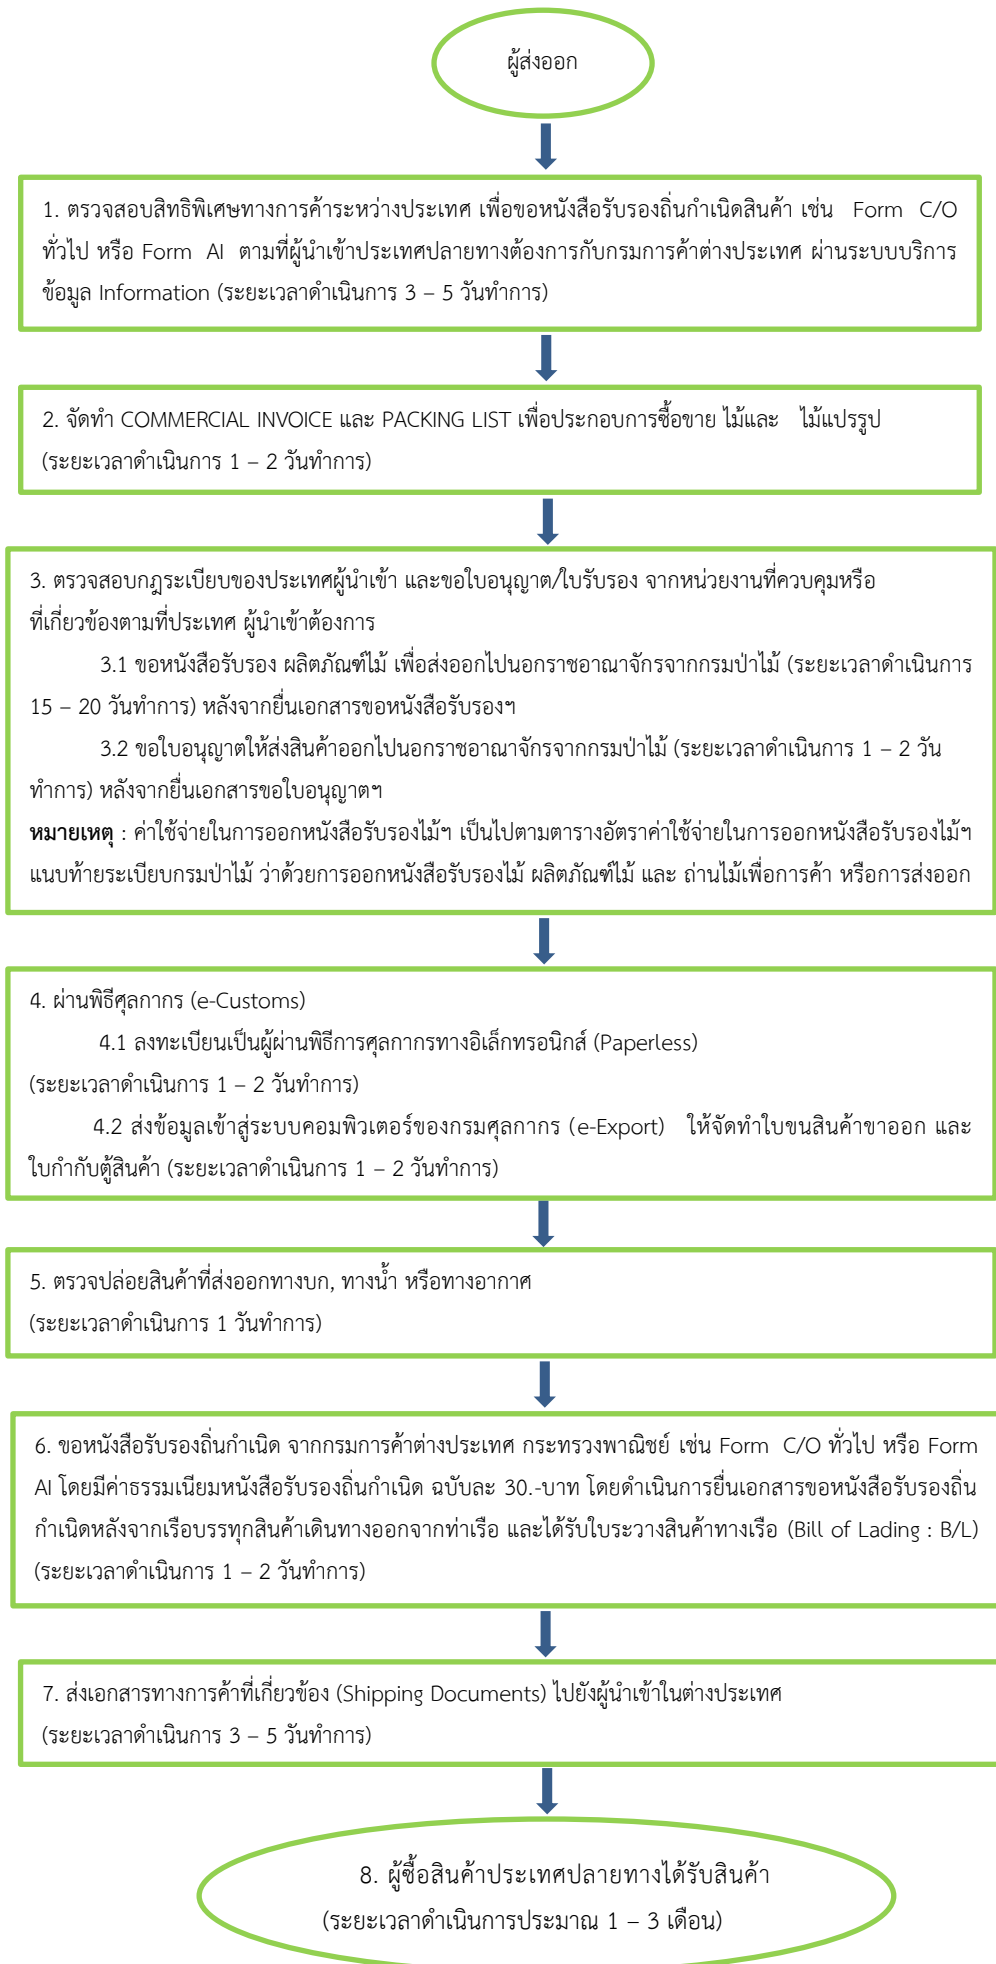 ผู้ส่งออก
1. ตรวจสอบสิทธิพิเศษทางการค้าระหว่างประเทศ เพื่อขอหนังสือรับรองถิ่นกำเนิดสินค้า เช่น Form C/O
ทั่วไป หรือ Form AI ตามที่ผู้นำเข้าประเทศปลายทางต้องการกับกรมการค้าต่างประเทศ ผ่านระบบบริการ
ข้อมูล Information (ระยะเวลาดำเนินการ 3 – 5 วันทำการ)
2. จัดทำ COMMERCIAL INVOICE และ PACKING LIST เพื่อประกอบการซื้อขาย ไม้และ ไม้แปรรูป
(ระยะเวลาดำเนินการ 1 – 2 วันทำการ)
3. ตรวจสอบกฎระเบียบของประเทศผู้นำเข้า และขอใบอนุญาต/ใบรับรอง จากหน่วยงานที่ควบคุมหรือ
ที่เกี่ยวข้องตามที่ประเทศ ผู้นำเข้าต้องการ
3.1 ขอหนังสือรับรอง ผลิตภัณฑ์ไม้ เพื่อส่งออกไปนอกราชอาณาจักรจากกรมป่าไม้ (ระยะเวลาดำเนินการ
15 – 20 วันทำการ) หลังจากยื่นเอกสารขอหนังสือรับรองฯ
3.2 ขอใบอนุญาตให้ส่งสินค้าออกไปนอกราชอาณาจักรจากกรมป่าไม้ (ระยะเวลาดำเนินการ 1 – 2 วัน
ทำการ) หลังจากยื่นเอกสารขอใบอนุญาตฯ
หมายเหตุ : ค่าใช้จ่ายในการออกหนังสือรับรองไม้ฯ เป็นไปตามตารางอัตราค่าใช้จ่ายในการออกหนังสือรับรองไม้ฯ
แนบท้ายระเบียบกรมป่าไม้ ว่าด้วยการออกหนังสือรับรองไม้ ผลิตภัณฑ์ไม้ และ ถ่านไม้เพื่อการค้า หรือการส่งออก
4. ผ่านพิธีศุลกากร (e-Customs)
4.1 ลงทะเบียนเป็นผู้ผ่านพิธีการศุลกากรทางอิเล็กทรอนิกส์ (Paperless)
(ระยะเวลาดำเนินการ 1 – 2 วันทำการ)
4.2 ส่งข้อมูลเข้าสู่ระบบคอมพิวเตอร์ของกรมศุลกากร (e-Export) ให้จัดทำใบขนสินค้าขาออก และ
ใบกำกับตู้สินค้า (ระยะเวลาดำเนินการ 1 – 2 วันทำการ)
5. ตรวจปล่อยสินค้าที่ส่งออกทางบก, ทางน้ำ หรือทางอากาศ
(ระยะเวลาดำเนินการ 1 วันทำการ)
6. ขอหนังสือรับรองถิ่นกำเนิด จากกรมการค้าต่างประเทศ กระทรวงพาณิชย์ เช่น Form C/O ทั่วไป หรือ Form
AI โดยมีค่าธรรมเนียมหนังสือรับรองถิ่นกำเนิด ฉบับละ 30.-บาท โดยดำเนินการยื่นเอกสารขอหนังสือรับรองถิ่น
กำเนิดหลังจากเรือบรรทุกสินค้าเดินทางออกจากท่าเรือ และได้รับใบระวางสินค้าทางเรือ (Bill of Lading : B/L)
(ระยะเวลาดำเนินการ 1 – 2 วันทำการ)
7. ส่งเอกสารทางการค้าที่เกี่ยวข้อง (Shipping Documents) ไปยังผู้นำเข้าในต่างประเทศ
(ระยะเวลาดำเนินการ 3 – 5 วันทำการ)
8. ผู้ซื้อสินค้าประเทศปลายทางได้รับสินค้า
(ระยะเวลาดำเนินการประมาณ 1 – 3 เดือน)